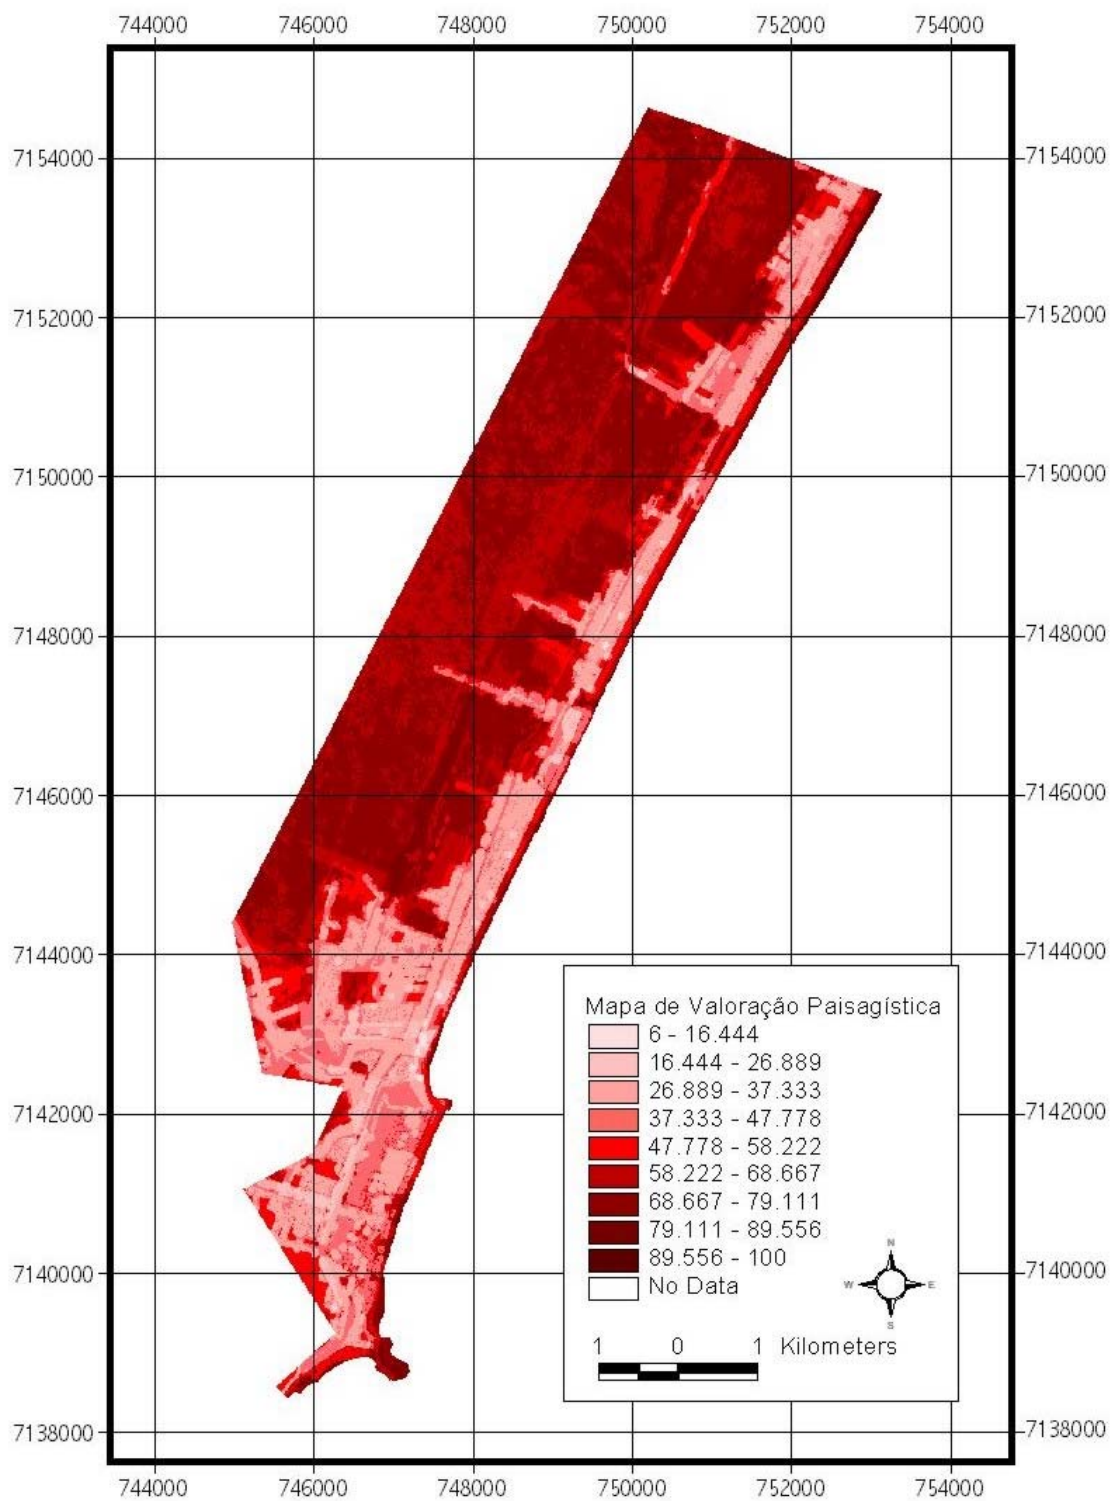 744000 746000 748000 750000 752000 754000
7154000 7154000
7152000 7152000
7150000 7150000
7148000 7148000
7146000 7146000
7144000 7144000
Mapa de Valoração Paisagística
6 - 16.444
16.444 - 26.889
26.889 - 37.333
37.333 - 47.778
47.778 - 58.222
58.222 - 68.667
68.667 - 79.111
79.111 - 89.556
89.556 - 100
No Data
N
W E
S
1 0 1 Kilometers
7142000 7142000
7140000 7140000
7138000 7138000
744000 746000 748000 750000 752000 754000